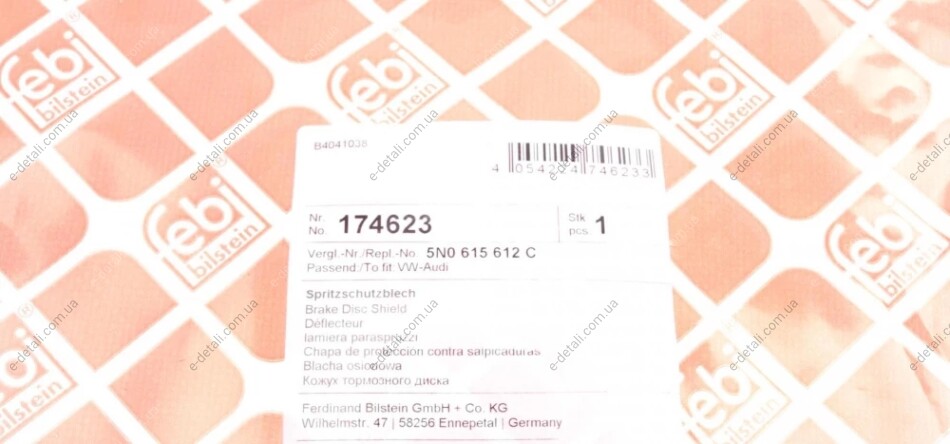 febi
bilstein
B4041038
4 054224 746233
Nr.
No. 174623
Stk
pcs. 1
Vergl.-Nr./Repl.-No. 5N0 615 612 C
Passend:/To fit: VW-Audi
Spritzschutzblech
Brake Disc Shield
Déflecteur
lamiera paraspruzzi
Chapa de protección contra salpicaduras
Blacha osłonowa
Кожух тормозного диска
Ferdinand Bilstein GmbH + Co. KG
Wilhelmstr. 47 | 58256 Ennepetal | Germany
e-detali.com.ua